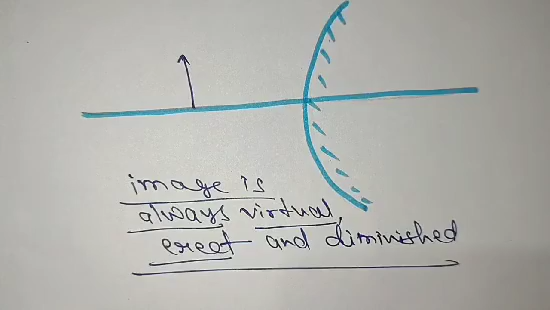 image is
always virtual,
erect and diminished